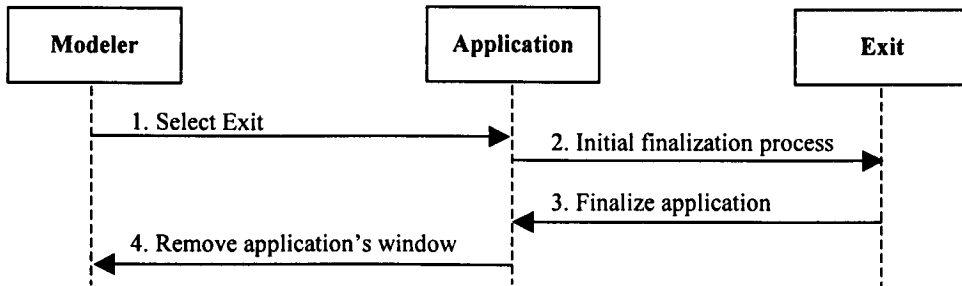 Modeler
Application
Exit
1. Select Exit
2. Initial finalization process
3. Finalize application
4. Remove application's window